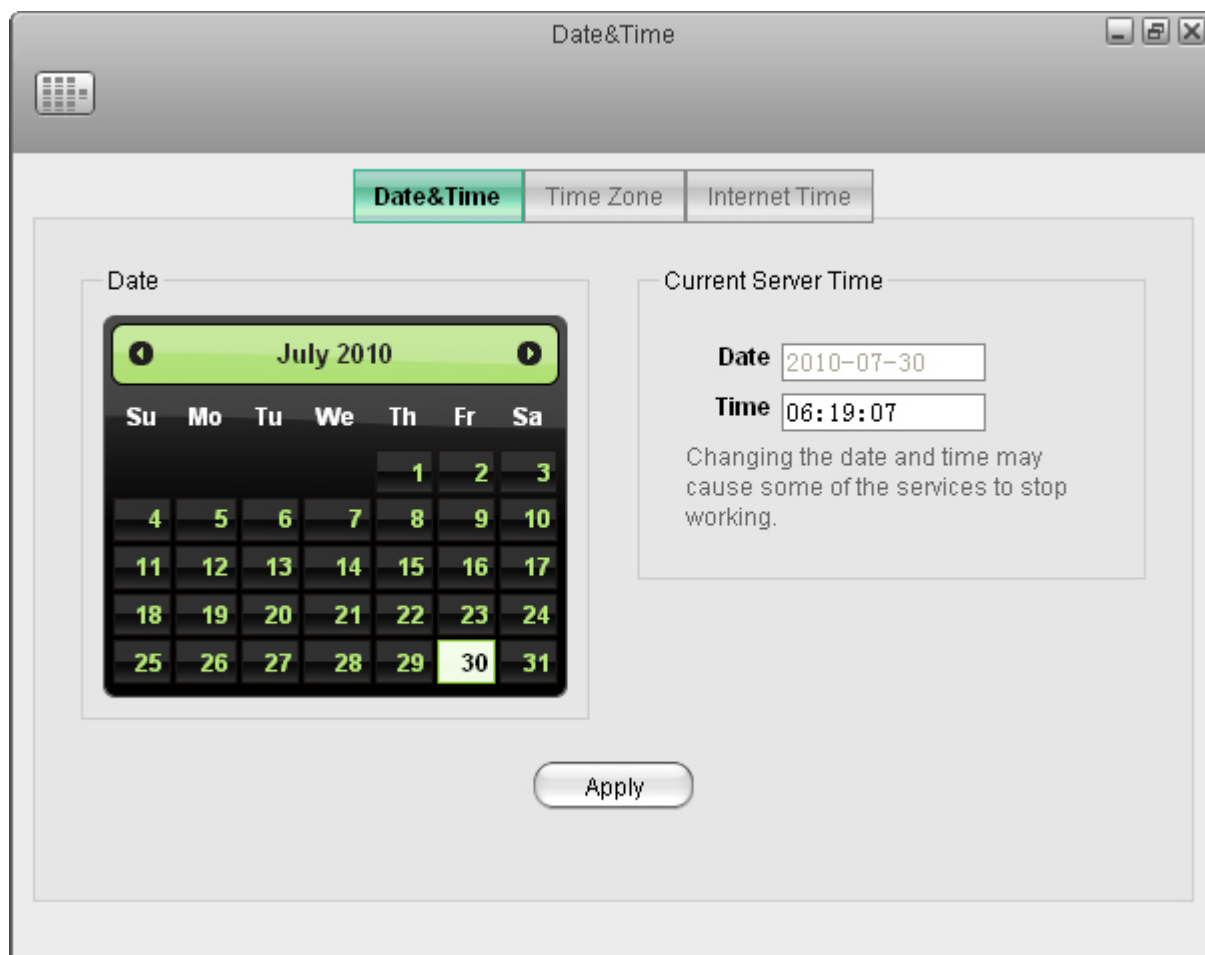 Date&Time
Date&Time Time Zone Internet Time
Date
July 2010
Su Mo Tu We Th Fr Sa
1 2 3
4 5 6 7 8 9 10
11 12 13 14 15 16 17
18 19 20 21 22 23 24
25 26 27 28 29 30 31
Current Server Time
Date 2010-07-30
Time 06:19:07
Changing the date and time may
cause some of the services to stop
working.
Apply